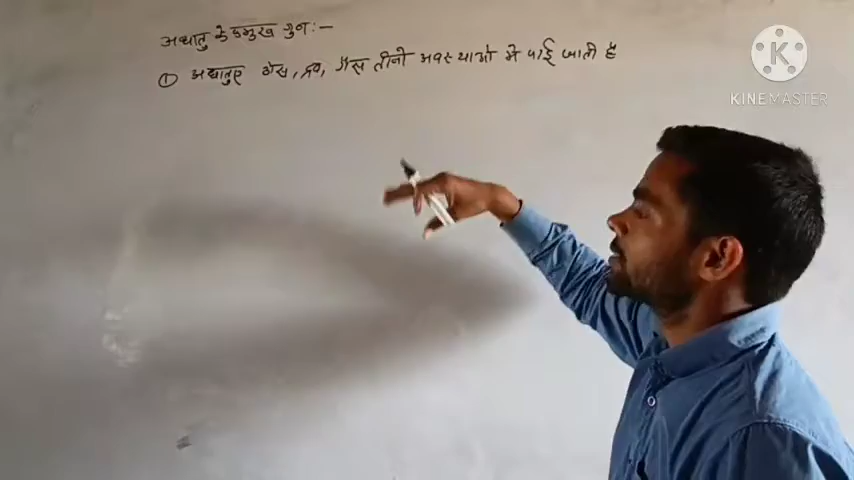 अधातु के प्रमुख गुन:-
① अधातुए ठोस, द्रव, गैस तीनो अवस्थाओ मे पाई जाती है
K
KINEMASTER